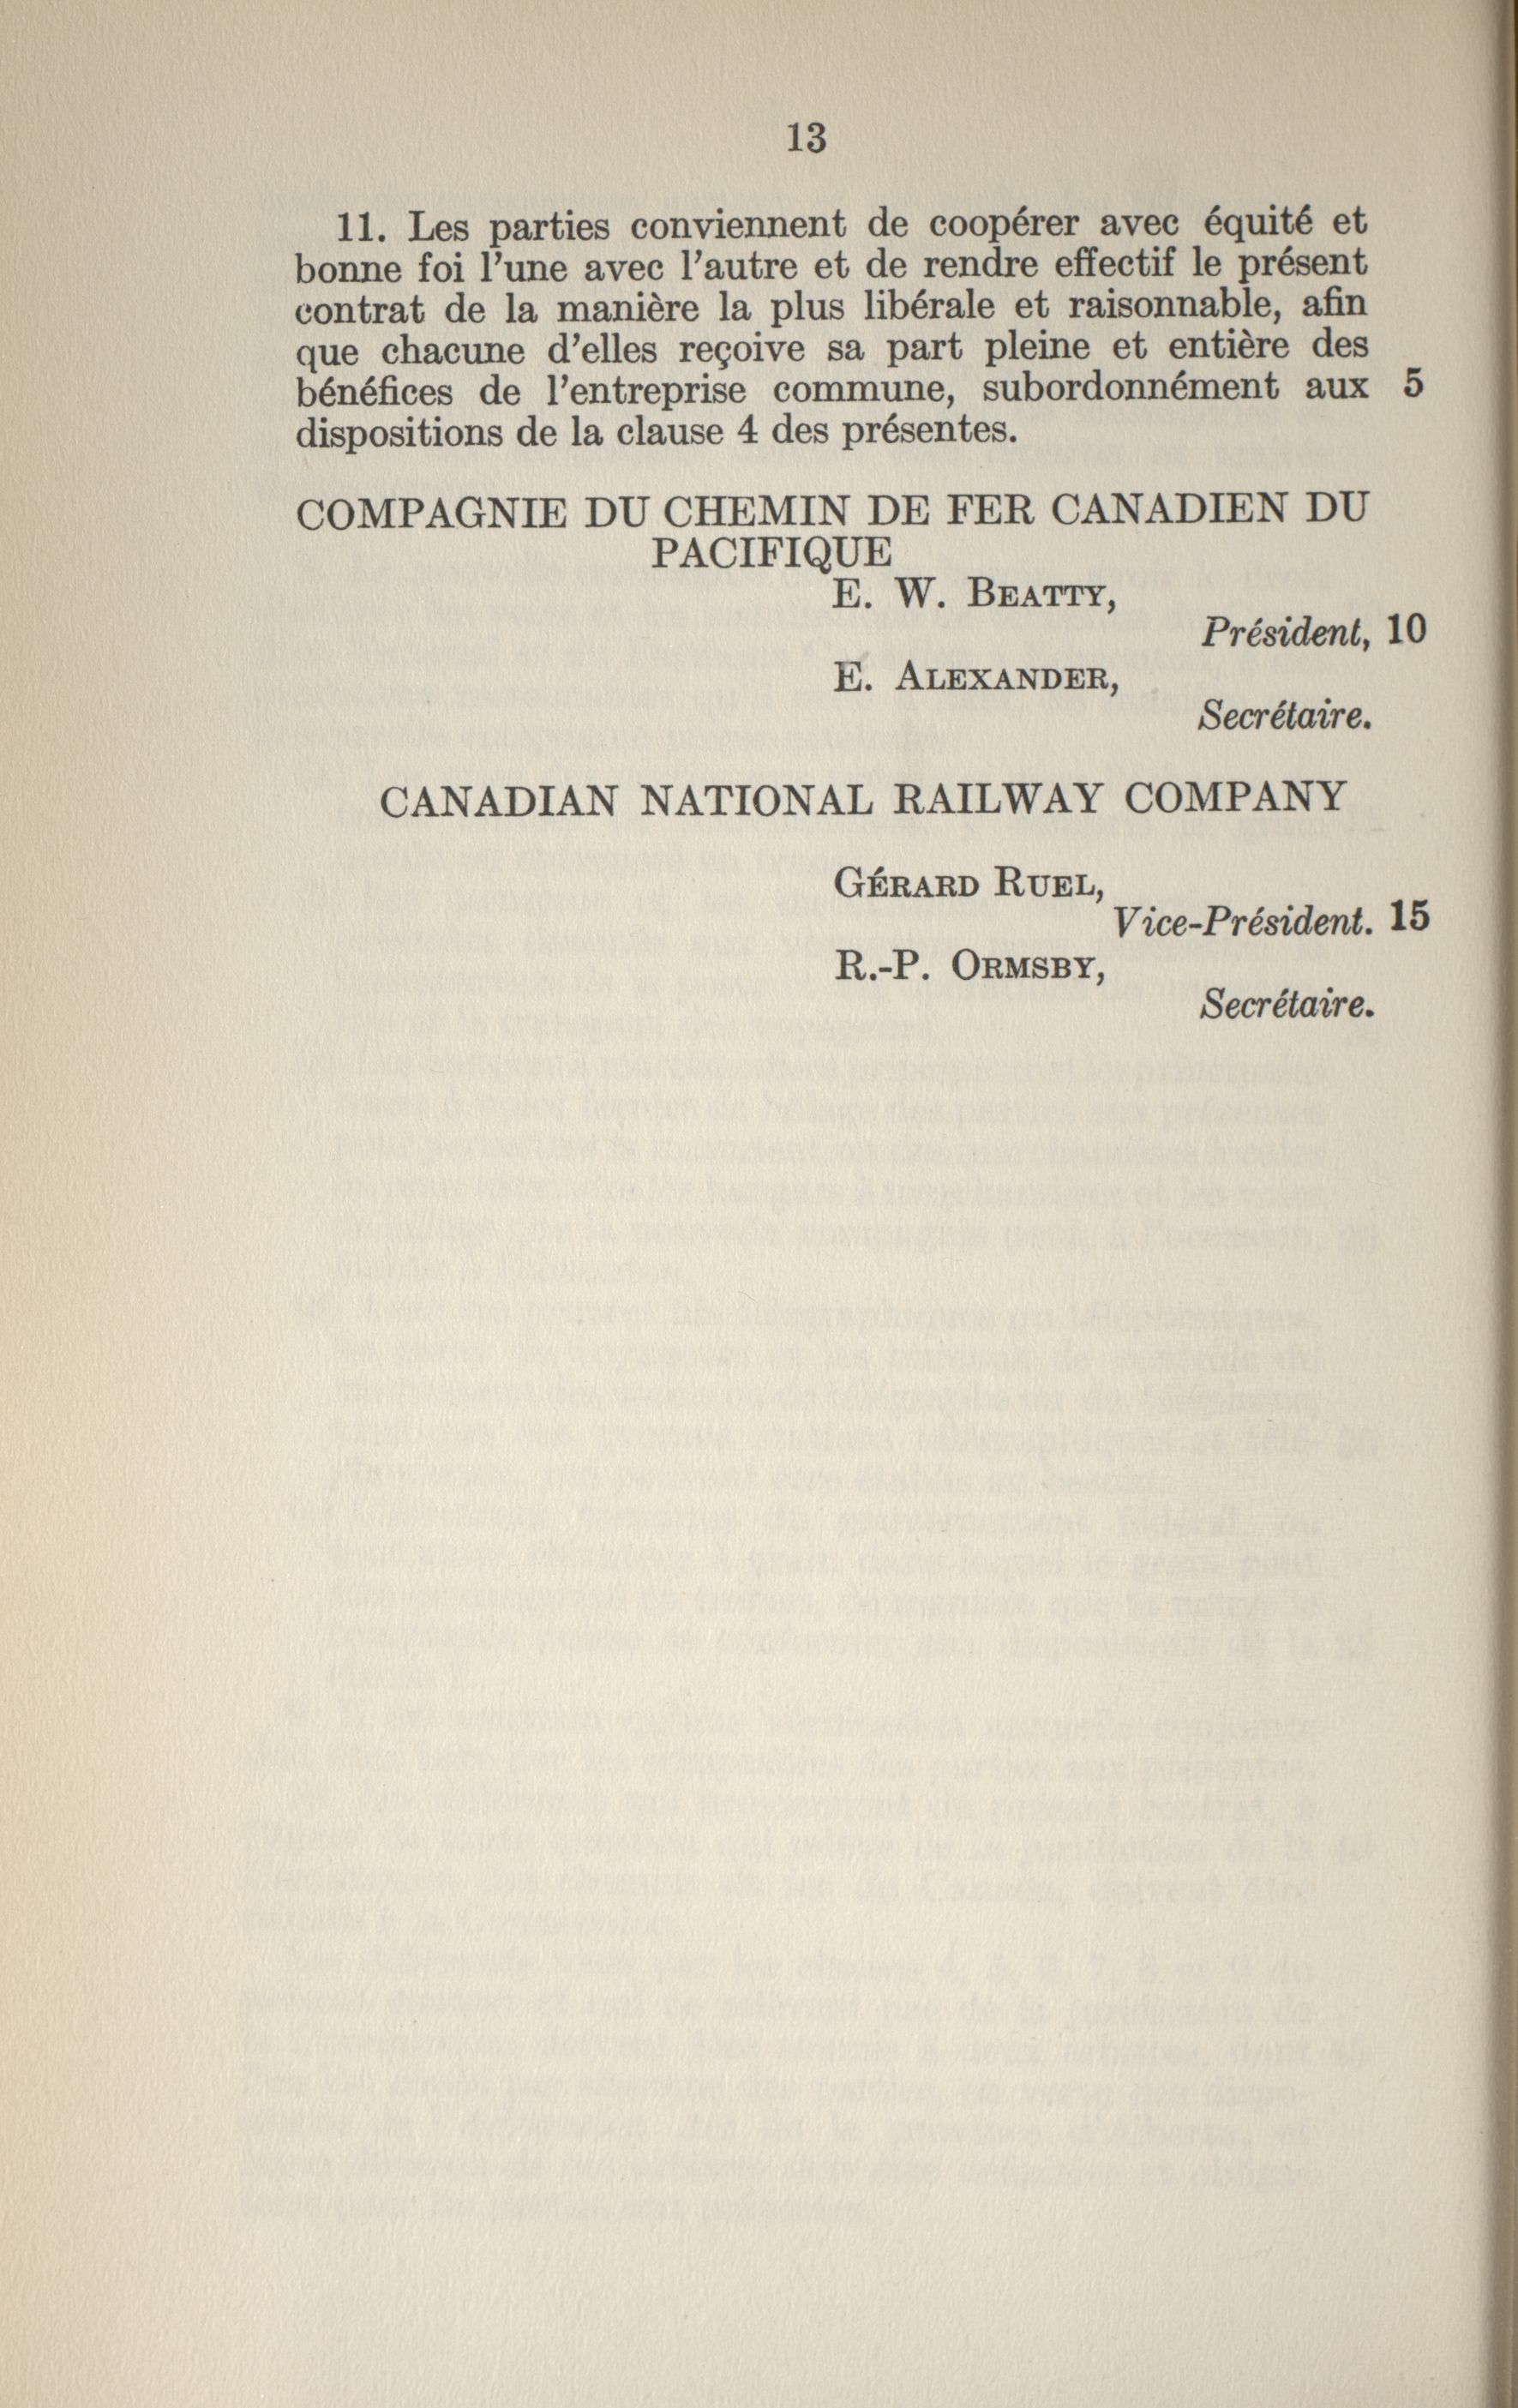 13
11. Les parties conviennent de coopérer avec équité et
bonne foi l'une avec l'autre et de rendre effectif le présent
contrat de la manière la plus libérale et raisonnable, afin
que chacune d'elles reçoive sa part pleine et entière des
bénéfices de l'entreprise commune, subordonnément aux 5
dispositions de la clause 4 des présentes.
COMPAGNIE DU CHEMIN DE FER CANADIEN DU
PACIFIQUE
E. W. BEATTY,
Président, 10
E. ALEXANDER,
Secrétaire.
CANADIAN NATIONAL RAILWAY COMPANY
GÉRARD RUEL,
Vice-Président. 15
R.-P. ORMSBY,
Secrétaire.